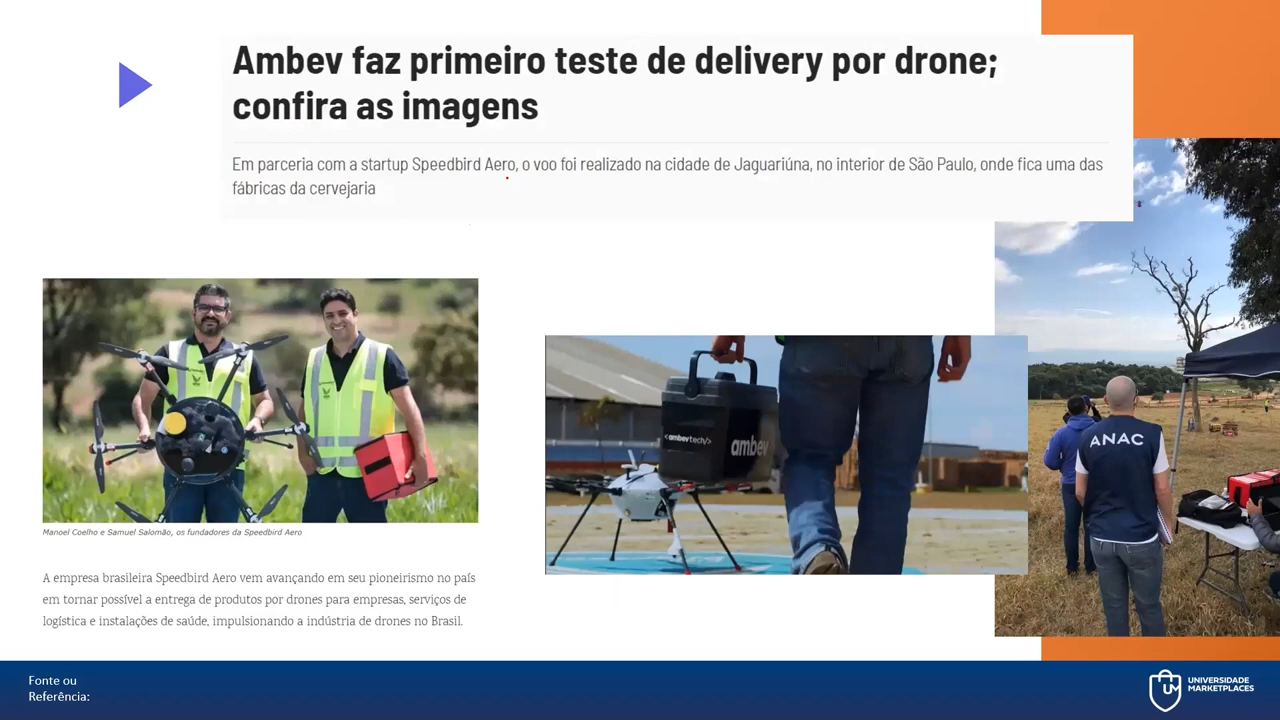 Ambev faz primeiro teste de delivery por drone;
confira as imagens
Em parceria com a startup Speedbird Aero, o voo foi realizado na cidade de Jaguariúna, no interior de São Paulo, onde fica uma das
fábricas da cervejaria
<ambevtech/>
ambev
ANAC
Manoel Coelho e Samuel Salomão, os fundadores da Speedbird Aero
A empresa brasileira Speedbird Aero vem avançando em seu pioneirismo no país
em tornar possível a entrega de produtos por drones para empresas, serviços de
logística e instalações de saúde, impulsionando a indústria de drones no Brasil.
Fonte ou
Referência:
UM
UNIVERSIDADE
MARKETPLACES